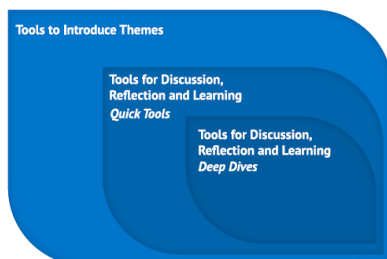 Tools to Introduce Themes
Tools for Discussion,
Reflection and Learning
Quick Tools
Tools for Discussion,
Reflection and Learning
Deep Dives